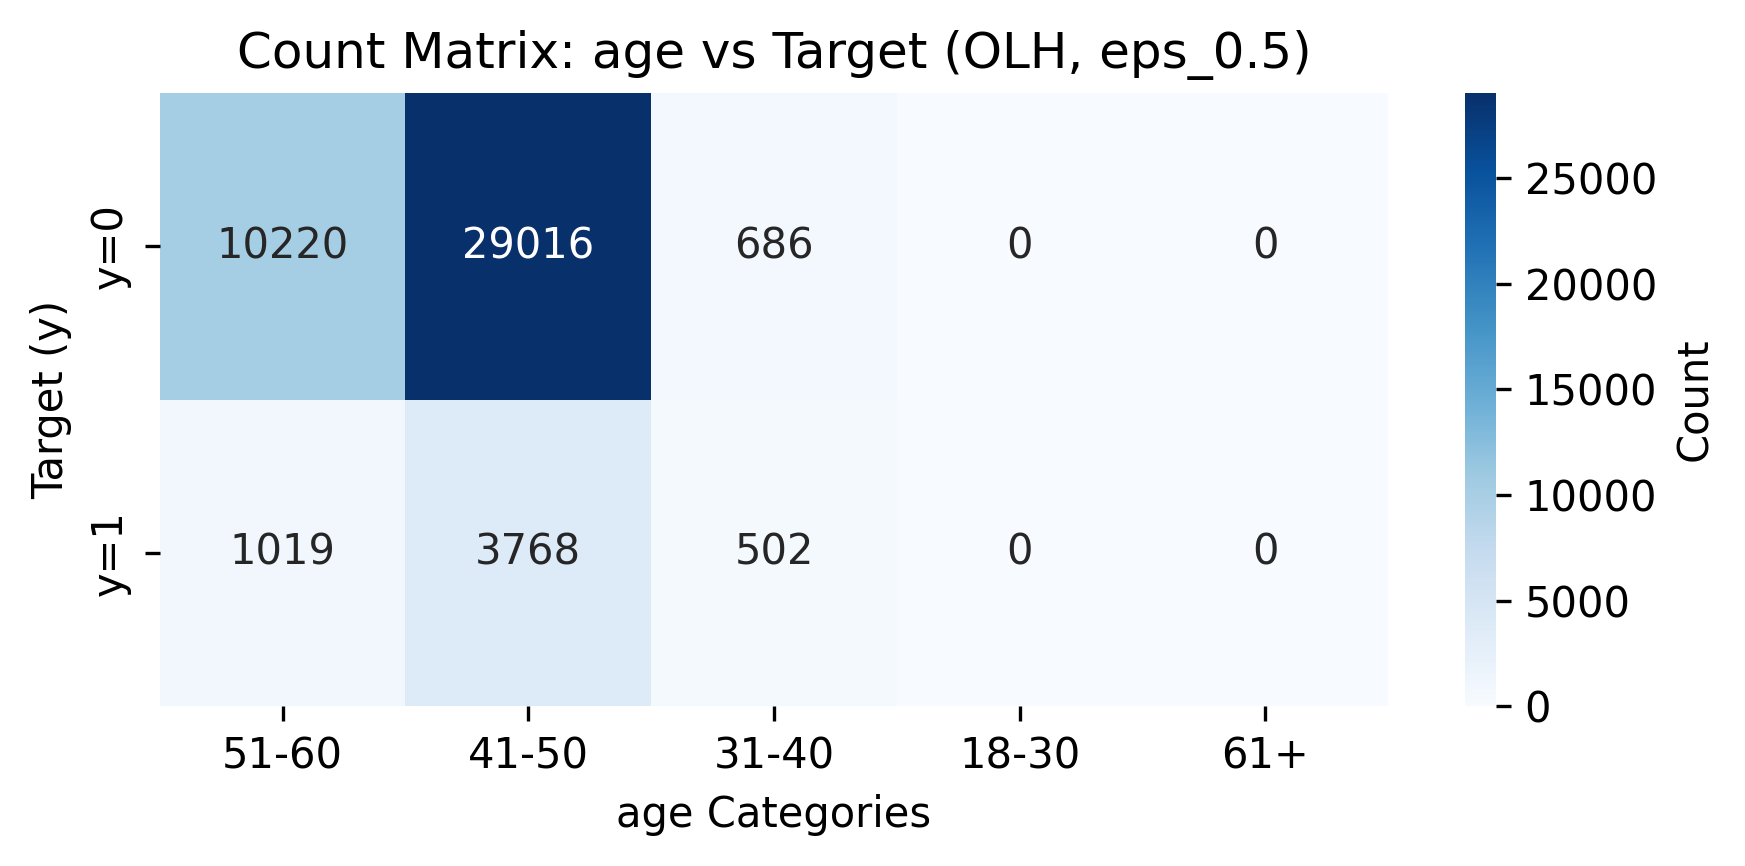 Count Matrix: age vs Target (OLH, eps_0.5)
Target (y)
y=0
10220 29016 686 0 0
y=1
1019 3768 502 0 0
51-60 41-50 31-40 18-30 61+
age Categories
25000
20000
15000
10000
5000
0
Count